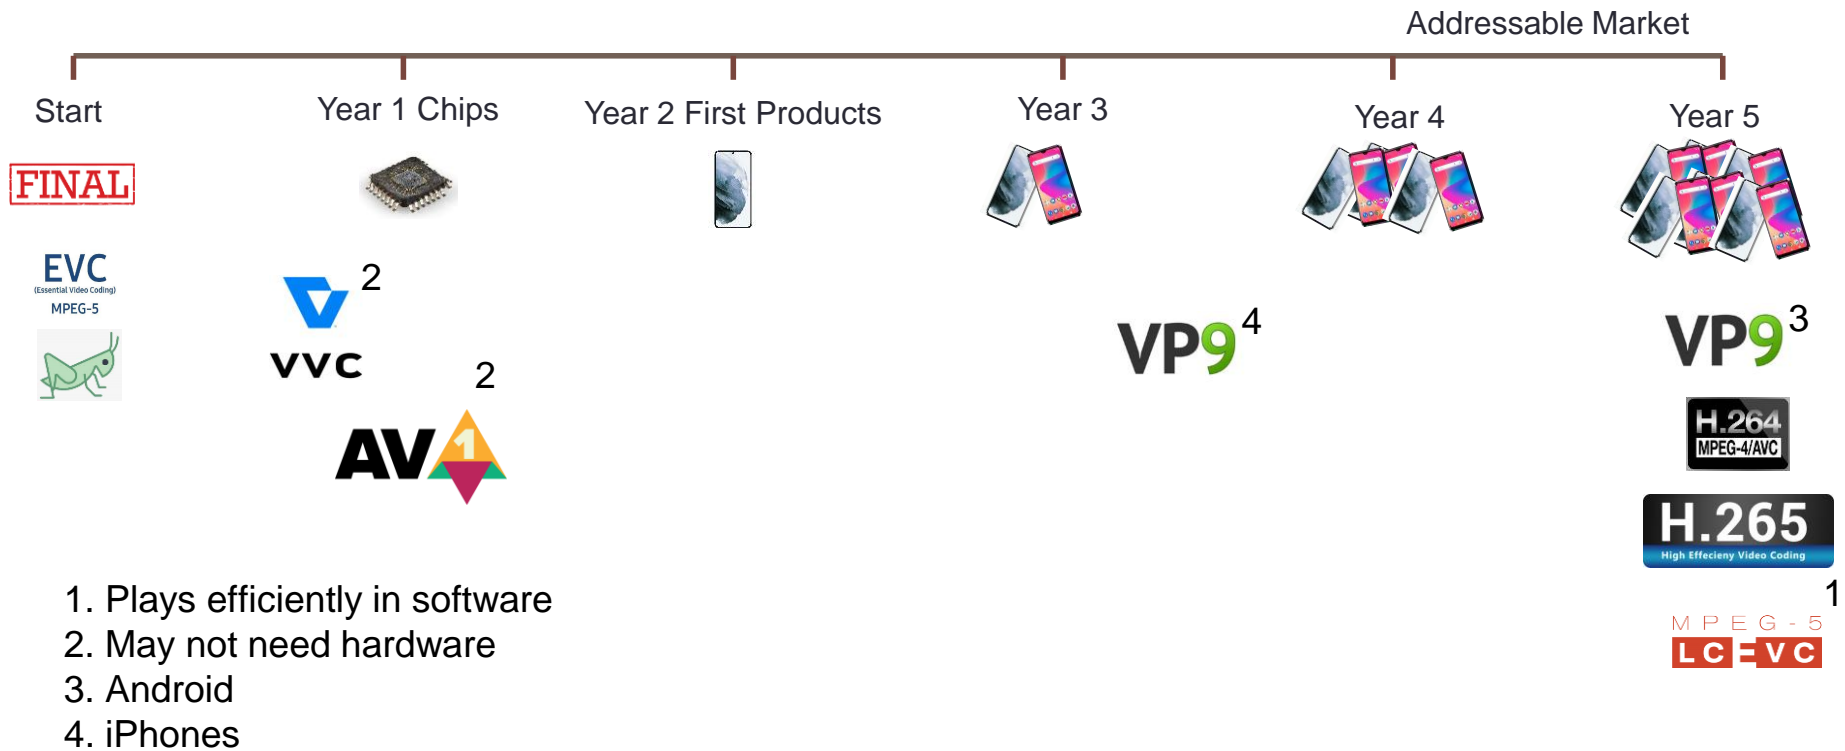 Addressable Market
Start
Year 1 Chips
Year 2 First Products
Year 3
Year 4
Year 5
FINAL
EVC
(Essential Video Coding)
MPEG-5
2
VVC
2
AV1
VP9
4
VP9
3
H.264
MPEG-4/AVC
H.265
High Effecieny Video Coding
1
MPEG-5
LCEVC
1. Plays efficiently in software
2. May not need hardware
3. Android
4. iPhones